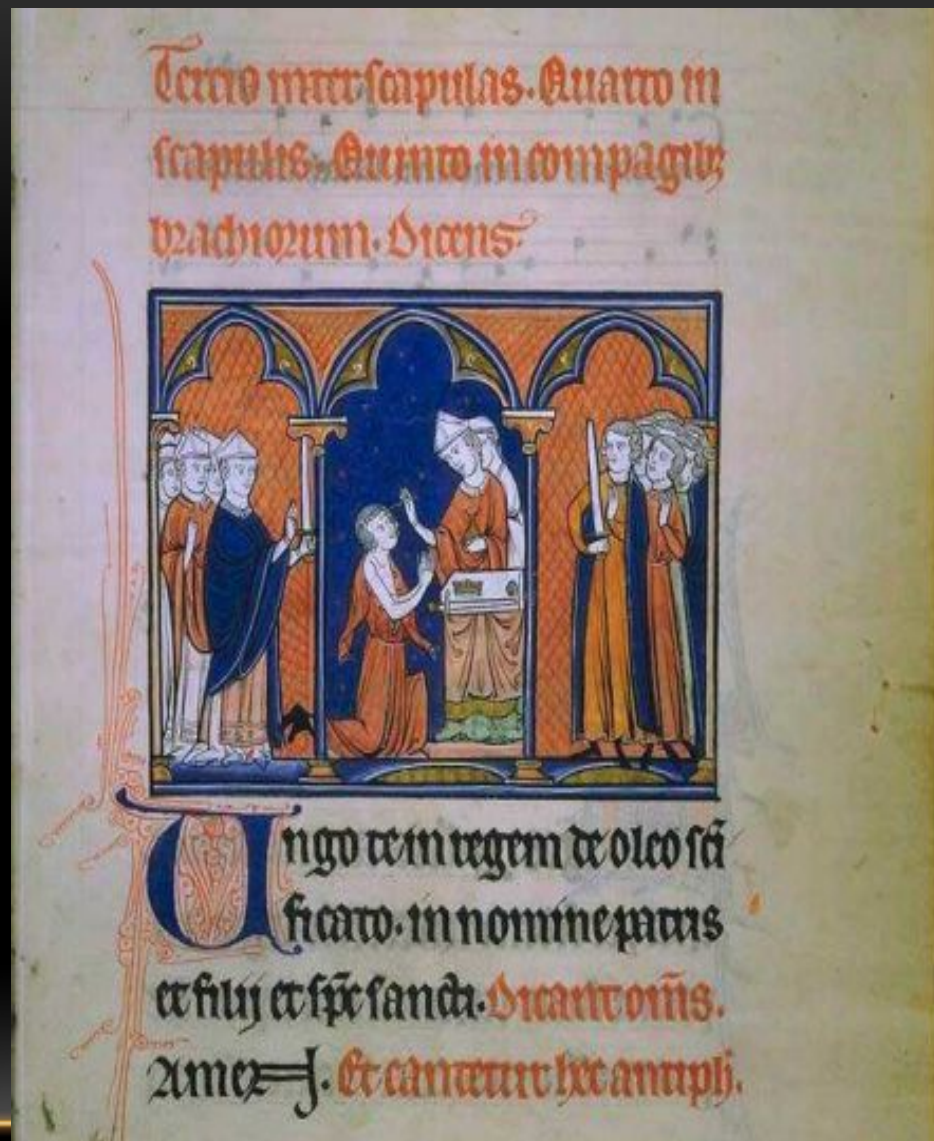 Tercio inter scapulas. Quarto in
scapulis. Quinto in compagibꝫ
brachiorum. Dicens.
Ungo te in regem de oleo sc̄i
ficato. in nomine patris
et filij et sp̄c sancti. Dicant om̄s.
Amen. Et cantetur hec antiph̄.